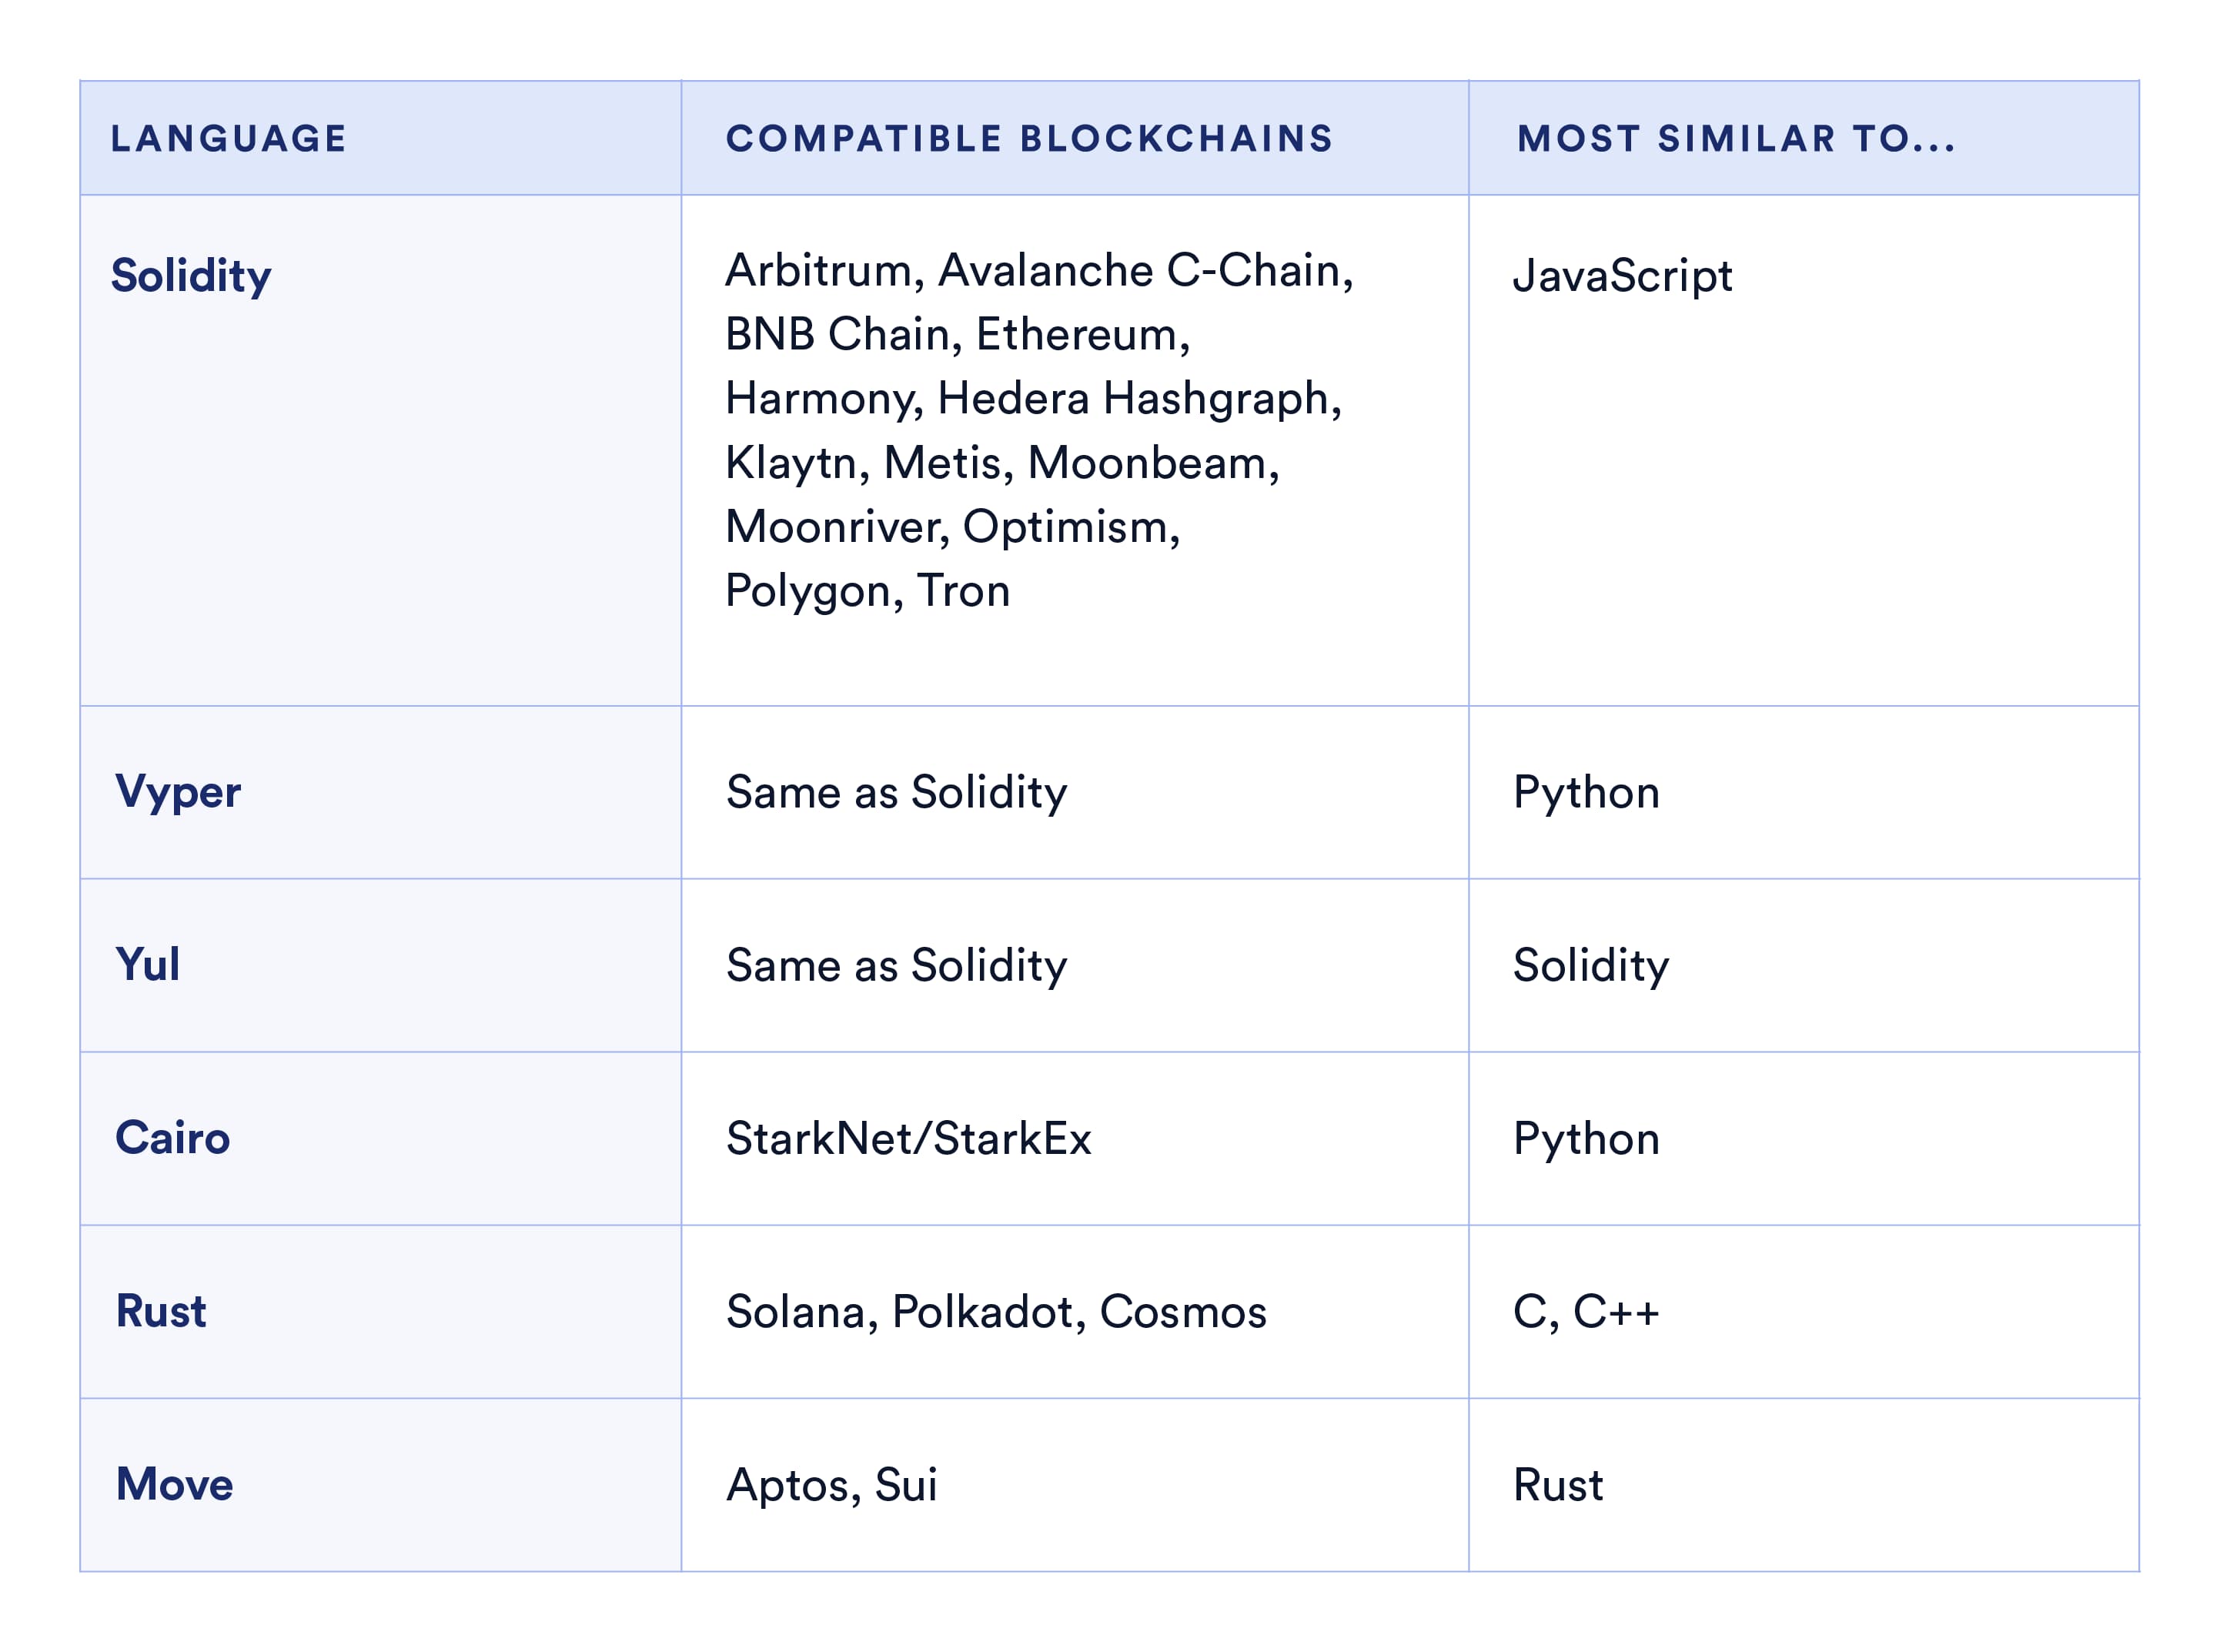 LANGUAGE COMPATIBLE BLOCKCHAINS MOST SIMILAR TO...
Solidity
Arbitrum, Avalanche C-Chain,
BNB Chain, Ethereum,
Harmony, Hedera Hashgraph,
Klaytn, Metis, Moonbeam,
Moonriver, Optimism,
Polygon, Tron
JavaScript
Vyper Same as Solidity Python
Yul Same as Solidity Solidity
Cairo StarkNet/StarkEx Python
Rust Solana, Polkadot, Cosmos C, C++
Move Aptos, Sui Rust